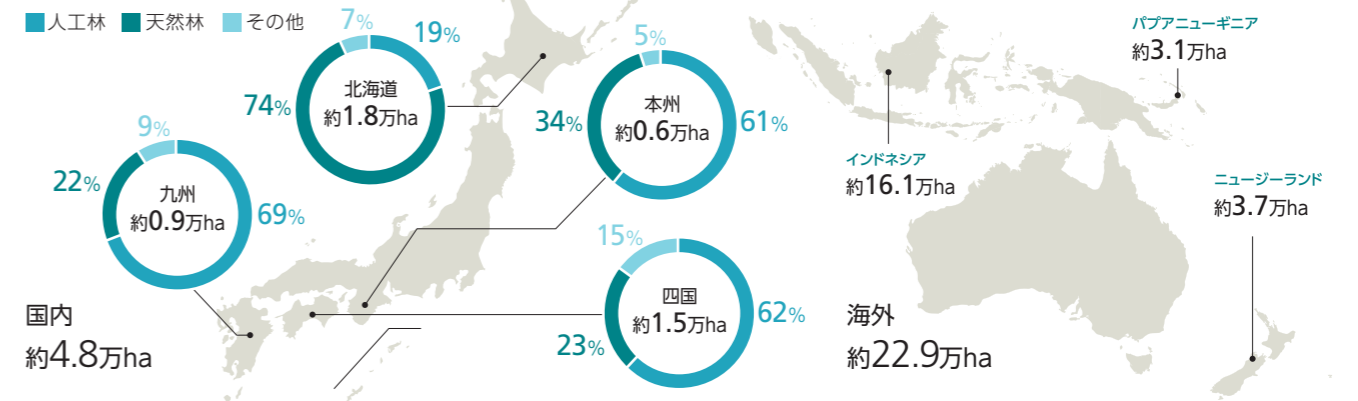 人工林 天然林 その他
7%
19%
74%
北海道
約1.8万ha
5%
34%
61%
本州
約0.6万ha
9%
22%
69%
九州
約0.9万ha
15%
23%
62%
四国
約1.5万ha
国内
約4.8万ha
パプアニューギニア
約3.1万ha
インドネシア
約16.1万ha
ニュージーランド
約3.7万ha
海外
約22.9万ha